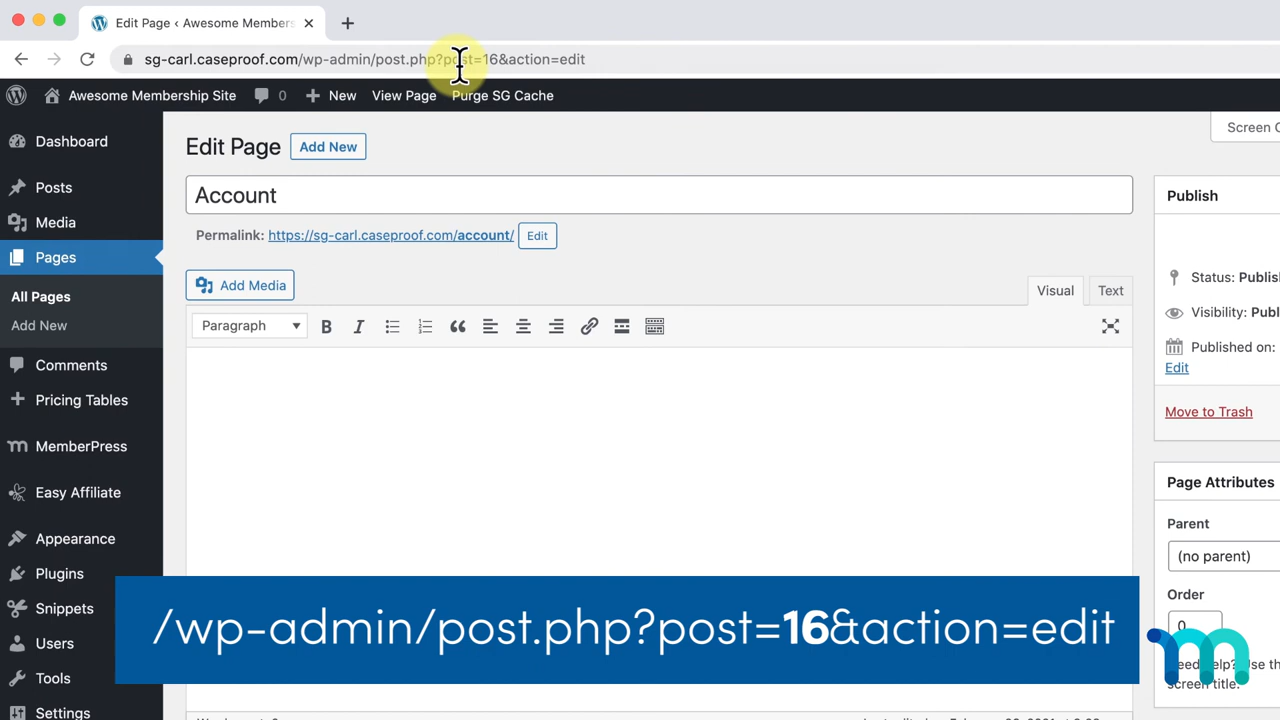 Edit Page ‹ Awesome Members
sg-carl.caseproof.com/wp-admin/post.php?post=16&action=edit
Awesome Membership Site 0 New View Page Purge SG Cache
Dashboard
Posts
Media
Pages
All Pages
Add New
Comments
Pricing Tables
MemberPress
Easy Affiliate
Appearance
Plugins
Snippets
Users
Tools
Settings
Screen
Edit Page Add New
Account
Permalink: https://sg-carl.caseproof.com/account/ Edit
Add Media
Visual Text
Paragraph
B I
Publish
Status: Publis
Visibility: Publ
Published on:
Edit
Move to Trash
Page Attributes
Parent
(no parent)
Order
0
Use th
screen title.
/wp-admin/post.php?post=16&action=edit
m